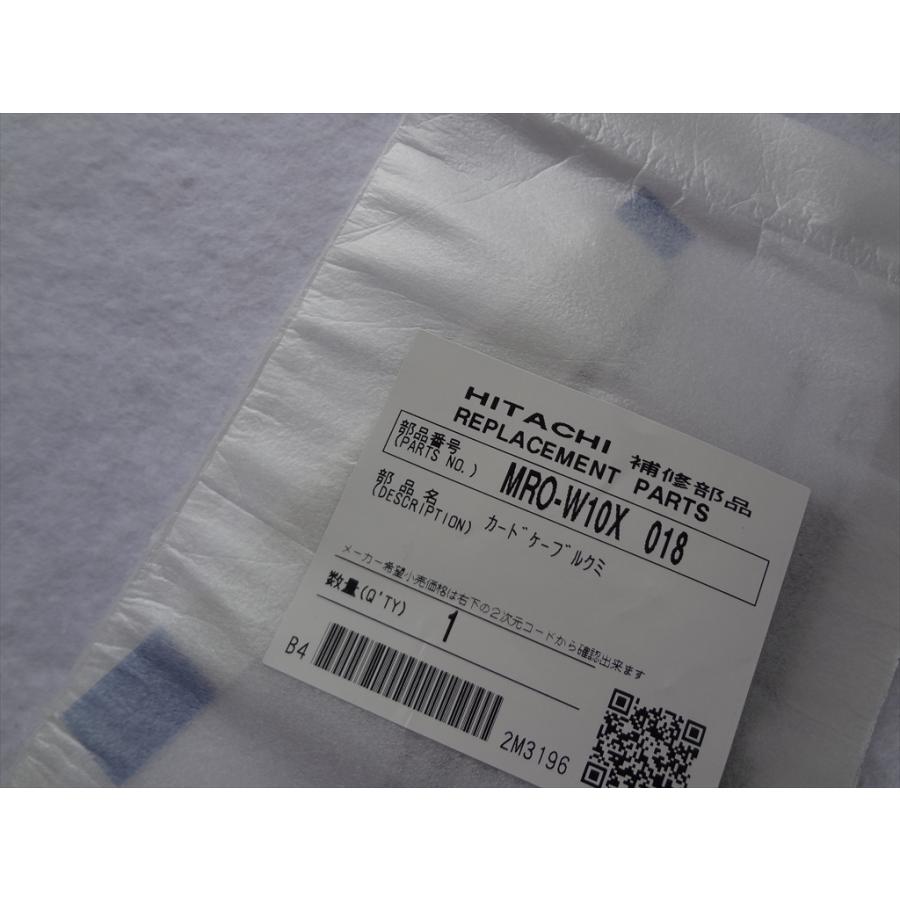 HITACHI 補修部品
REPLACEMENT PARTS
部品番号
(PARTS NO.) MRO-W10X 018
部品名
(DESCRIPTION) カードケーブルクミ
メーカー希望小売価格は右下の2次元コードから確認出来ます
数量(Q'TY) 1
B4
2M3196